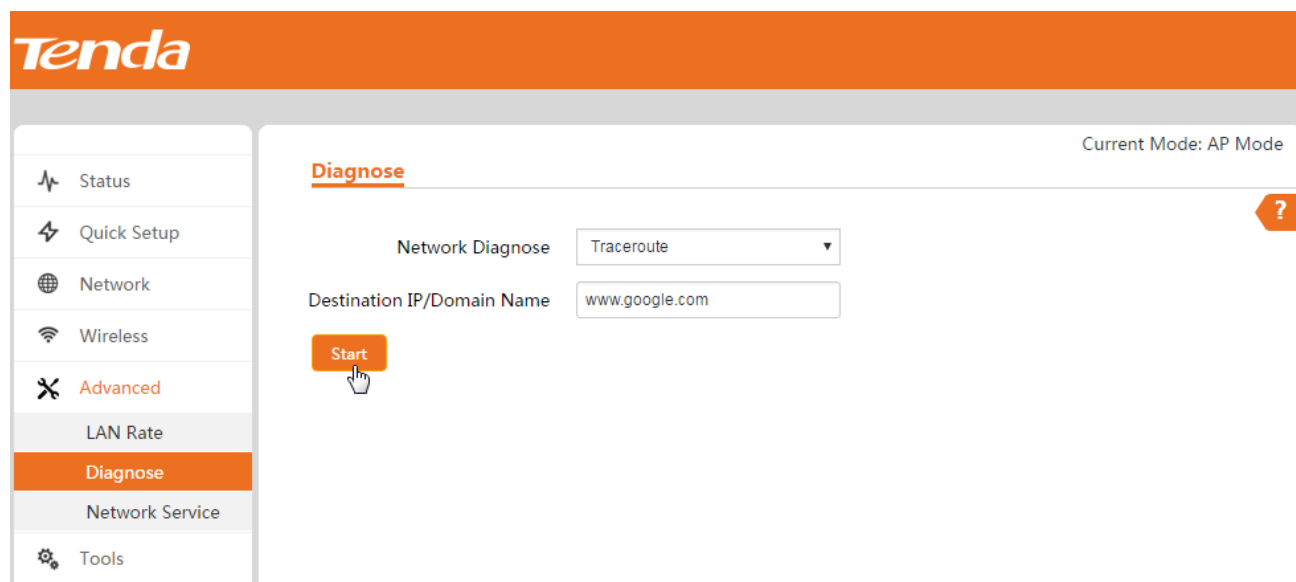 Tenda
Current Mode: AP Mode
Status
Quick Setup
Network
Wireless
Advanced
LAN Rate
Diagnose
Network Service
Tools
Diagnose
?
Network Diagnose Traceroute
Destination IP/Domain Name www.google.com
Start